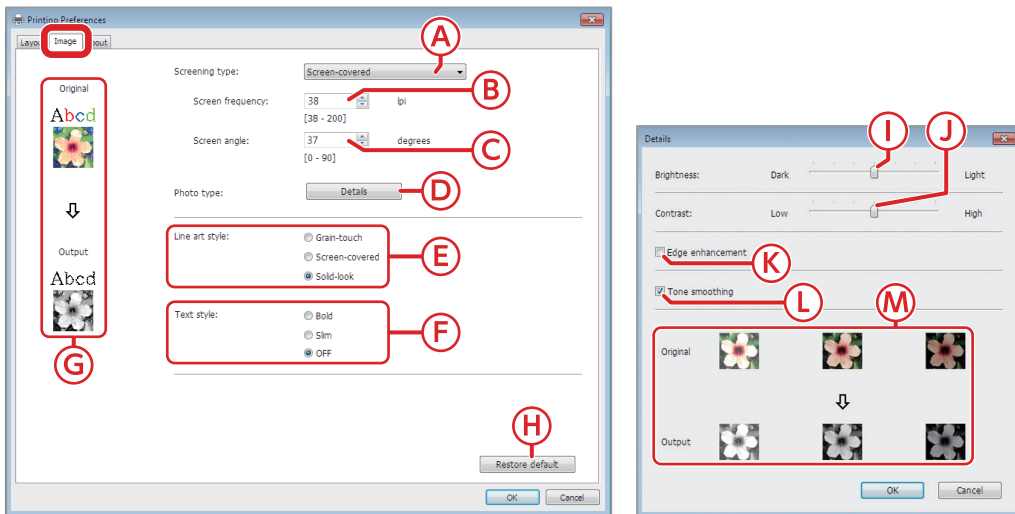 Printing Preferences
Layout Image About
A
Screening type: Screen-covered
B
Original
Screen frequency: 38 lpi
Abcd
[38 - 200]
Screen angle: 37 degrees
C
[0 - 90]
Photo type: Details
D
Output
Abcd
Line art style: Grain-touch
Screen-covered
E
Solid-look
Text style: Bold
Slim
F
OFF
G
H
Restore default
OK Cancel
I J
Details
Brightness: Dark Light
Contrast: Low High
Edge enhancement
K
Tone smoothing
L M
Original
Output
OK Cancel